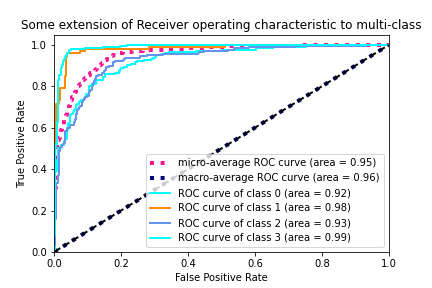 Some extension of Receiver operating characteristic to multi-class
1.0
0.8
0.6
0.4
0.2
0.0
True Positive Rate
micro-average ROC curve (area = 0.95)
macro-average ROC curve (area = 0.96)
ROC curve of class 0 (area = 0.92)
ROC curve of class 1 (area = 0.98)
ROC curve of class 2 (area = 0.93)
ROC curve of class 3 (area = 0.99)
0.0 0.2 0.4 0.6 0.8 1.0
False Positive Rate